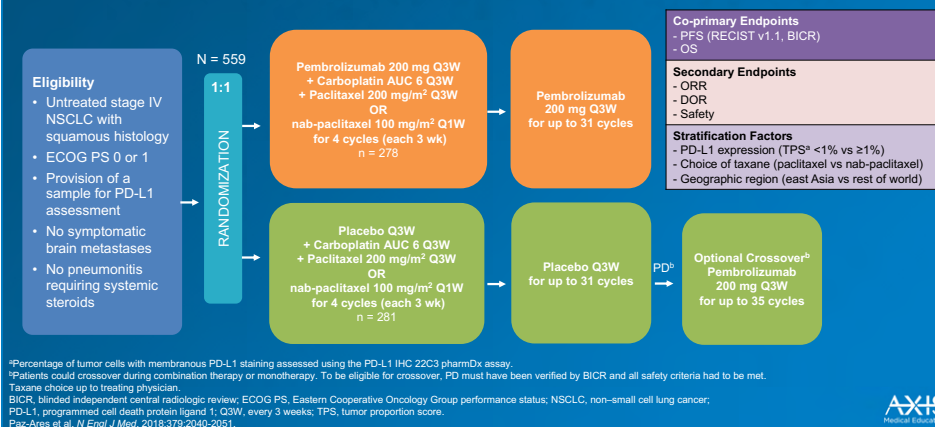 Eligibility
• Untreated stage IV
NSCLC with
squamous histology
• ECOG PS 0 or 1
• Provision of a
sample for PD-L1
assessment
• No symptomatic
brain metastases
• No pneumonitis
requiring systemic
steroids
N = 559
1:1
RANDOMIZATION
Pembrolizumab 200 mg Q3W
+ Carboplatin AUC 6 Q3W
+ Paclitaxel 200 mg/m² Q3W
OR
nab-paclitaxel 100 mg/m² Q1W
for 4 cycles (each 3 wk)
n = 278
Pembrolizumab
200 mg Q3W
for up to 31 cycles
Placebo Q3W
+ Carboplatin AUC 6 Q3W
+ Paclitaxel 200 mg/m² Q3W
OR
nab-paclitaxel 100 mg/m² Q1W
for 4 cycles (each 3 wk)
n = 281
Placebo Q3W
for up to 31 cycles
PDᵇ
Optional Crossoverᵇ
Pembrolizumab
200 mg Q3W
for up to 35 cycles
Co-primary Endpoints
- PFS (RECIST v1.1, BICR)
- OS
Secondary Endpoints
- ORR
- DOR
- Safety
Stratification Factors
- PD-L1 expression (TPSᵃ <1% vs ≥1%)
- Choice of taxane (paclitaxel vs nab-paclitaxel)
- Geographic region (east Asia vs rest of world)
ᵃPercentage of tumor cells with membranous PD-L1 staining assessed using the PD-L1 IHC 22C3 pharmDx assay.
ᵇPatients could crossover during combination therapy or monotherapy. To be eligible for crossover, PD must have been verified by BICR and all safety criteria had to be met.
Taxane choice up to treating physician.
BICR, blinded independent central radiologic review; ECOG PS, Eastern Cooperative Oncology Group performance status; NSCLC, non–small cell lung cancer;
PD-L1, programmed cell death protein ligand 1; Q3W, every 3 weeks; TPS, tumor proportion score.
Paz-Ares et al. N Engl J Med. 2018;379:2040-2051.
AXIS
Medical Educat